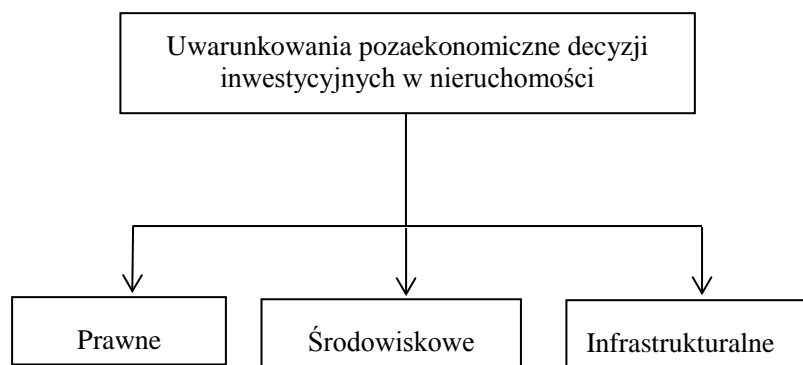 Uwarunkowania pozaekonomiczne decyzji
inwestycyjnych w nieruchomości
Prawne
Środowiskowe
Infrastrukturalne